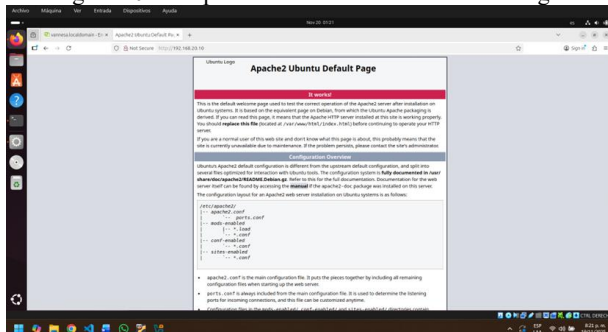 Archivo Máquina Ver Entrada Dispositivos Ayuda
Nov 20 01:21
Apache2 Ubuntu Default Pa
Not Secure http://192.168.20.10
Sign in
Ubuntu Logo
Apache2 Ubuntu Default Page
It works!
This is the default welcome page used to test the correct operation of the Apache2 server after installation on
Ubuntu systems. It is based on the equivalent page on Debian, from which the Ubuntu Apache packaging is
derived. If you can read this page, it means that the Apache HTTP server installed at this site is working properly.
You should replace this file (located at /var/www/html/index.html) before continuing to operate your HTTP
server.
If you are a normal user of this web site and don't know what this page is about, this probably means that the
site is currently unavailable due to maintenance. If the problem persists, please contact the site's administrator.
Configuration Overview
Ubuntu's Apache2 default configuration is different from the upstream default configuration, and split into
several files optimized for interaction with Ubuntu tools. The configuration system is fully documented in /usr/
share/doc/apache2/README.Debian.gz. Refer to this for the full documentation. Documentation for the web
server itself can be found by accessing the manual if the apache2-doc package was installed on this server.
The configuration layout for an Apache2 web server installation on Ubuntu systems is as follows:
/etc/apache2/
|-- apache2.conf
|       `-- ports.conf
|-- mods-enabled
|       |-- *.load
|       `-- *.conf
|-- conf-enabled
|       `-- *.conf
|-- sites-enabled
|       `-- *.conf
• apache2.conf is the main configuration file. It puts the pieces together by including all remaining
configuration files when starting up the web server.
• ports.conf is always included from the main configuration file. It is used to determine the listening
ports for incoming connections, and this file can be customized anytime.
CTRL DERECHA
ESP
8:21 p.m.